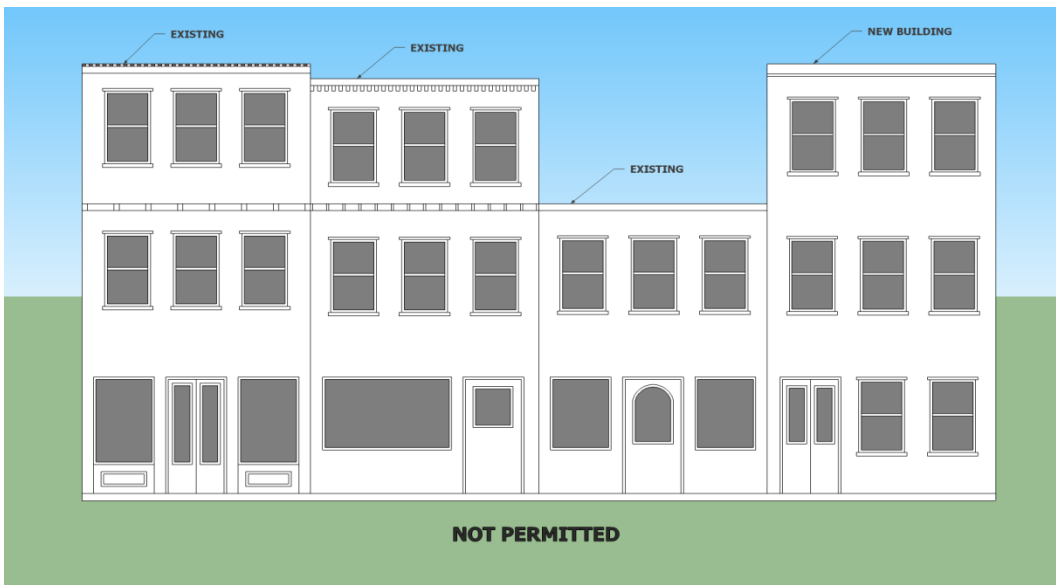 EXISTING
EXISTING
NEW BUILDING
EXISTING
NOT PERMITTED